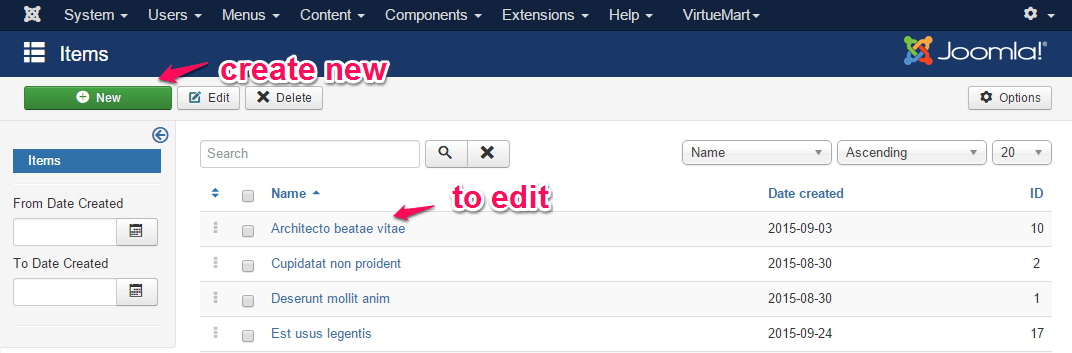 System Users Menus Content Components Extensions Help VirtueMart
Items Joomla!®
create new
New Edit Delete Options
Items
Search Name Ascending 20
Name Date created ID
to edit
From Date Created
Architecto beatae vitae 2015-09-03 10
To Date Created
Cupidatat non proident 2015-08-30 2
Deserunt mollit anim 2015-08-30 1
Est usus legentis 2015-09-24 17